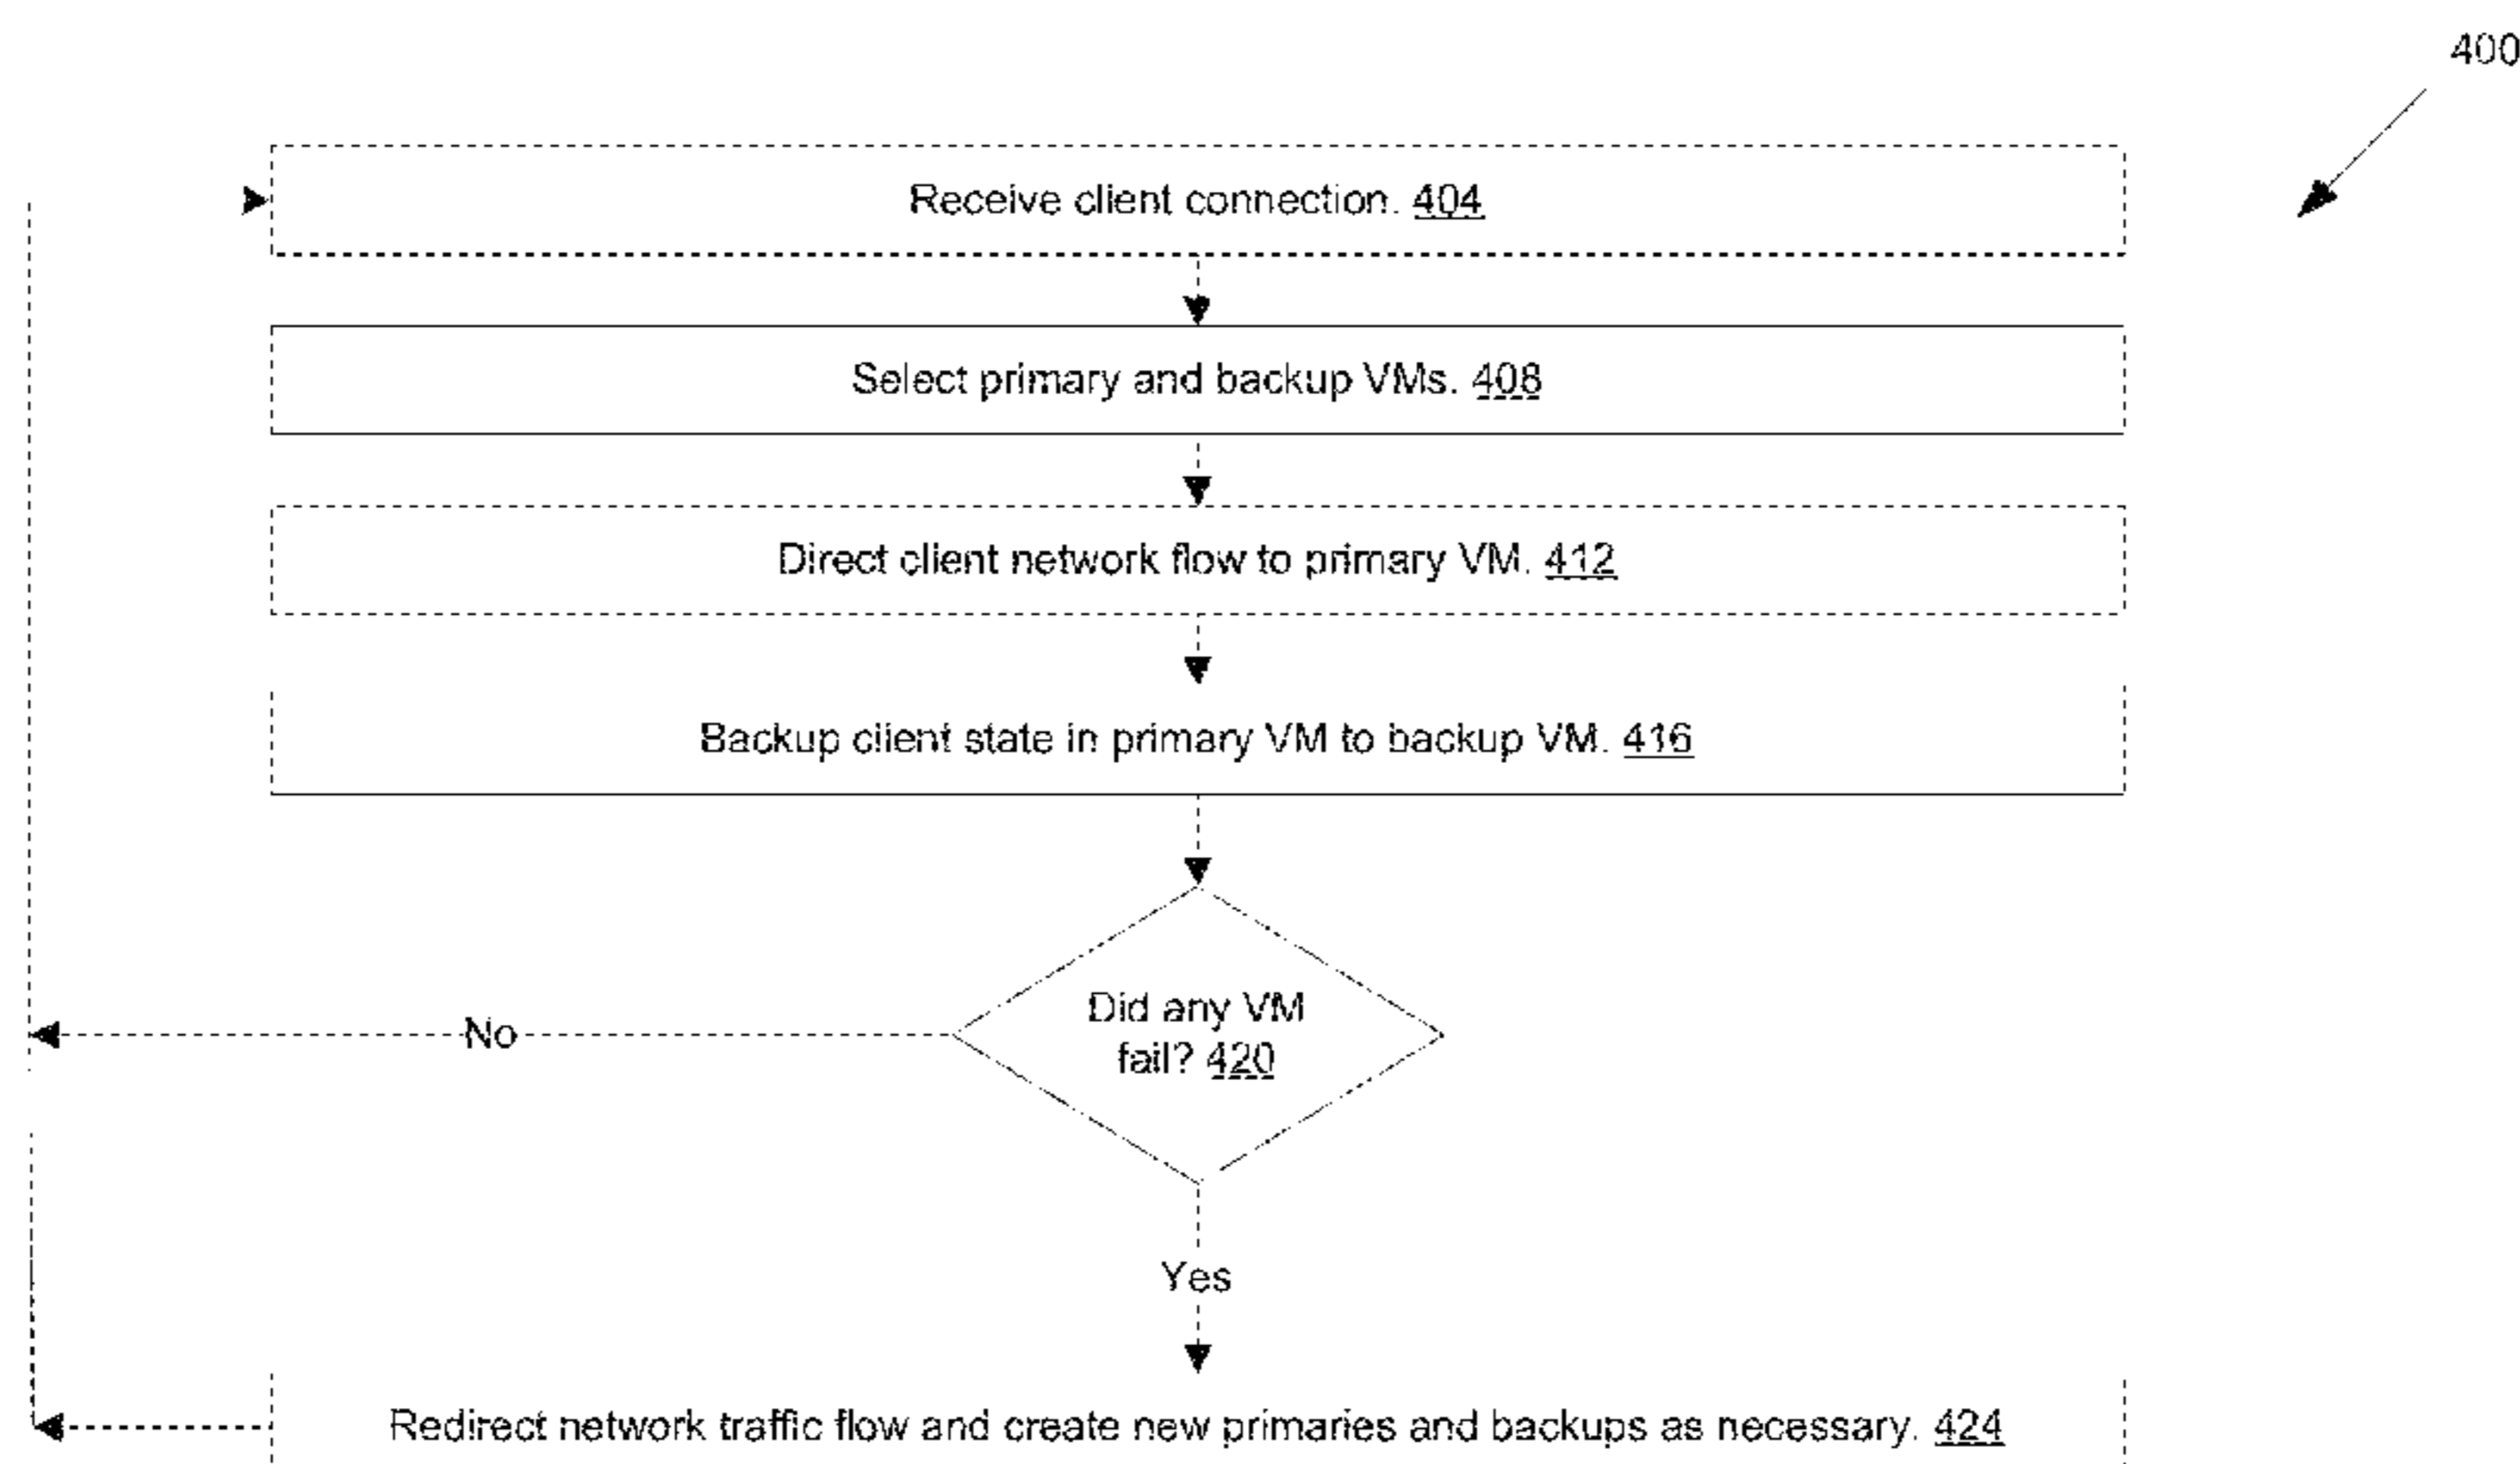 400
Receive client connection. 404
Select primary and backup VMs. 408
Direct client network flow to primary VM. 412
Backup client state in primary VM to backup VM. 416
Did any VM
fail? 420
No
Yes
Redirect network traffic flow and create new primaries and backups as necessary. 424